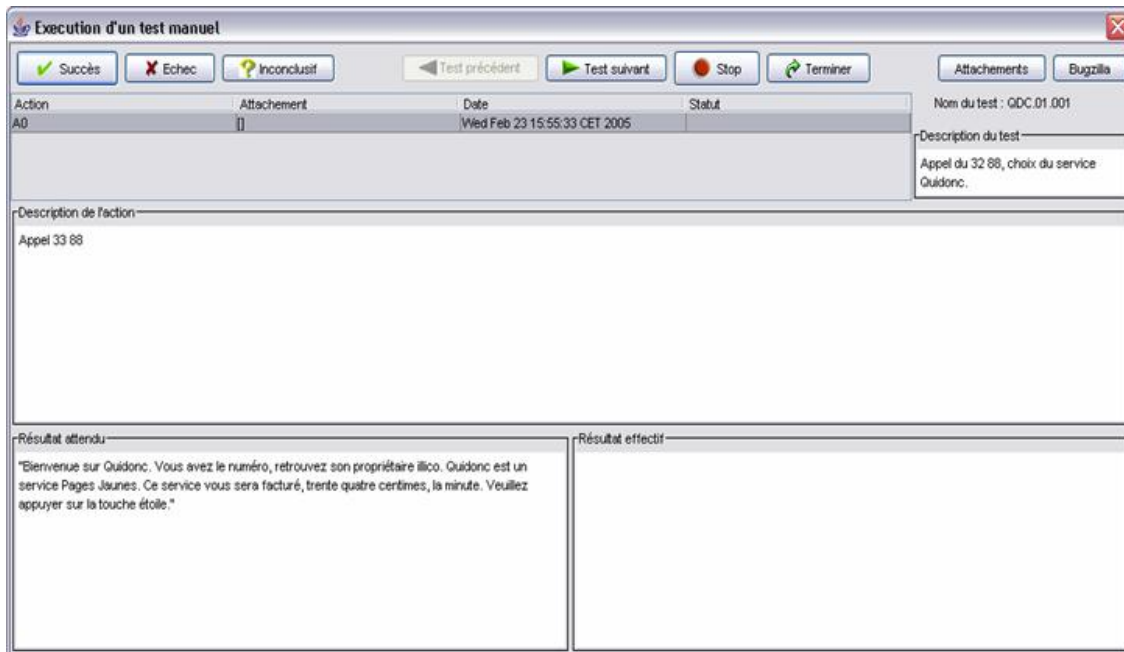 Execution d'un test manuel
Succès Echec Inconclusif Test précédent Test suivant Stop Terminer Attachements Bugzilla
Action Attachement Date Statut
A0 [] Wed Feb 23 15:55:33 CET 2005
Nom du test : QDC.01.001
Description du test
Appel du 32 88, choix du service
Quidonc.
Description de l'action
Appel 33 88
Résultat attendu
"Bienvenue sur Quidonc. Vous avez le numéro, retrouvez son propriétaire illico. Quidonc est un
service Pages Jaunes. Ce service vous sera facturé, trente quatre centimes, la minute. Veuillez
appuyer sur la touche étoile."
Résultat effectif